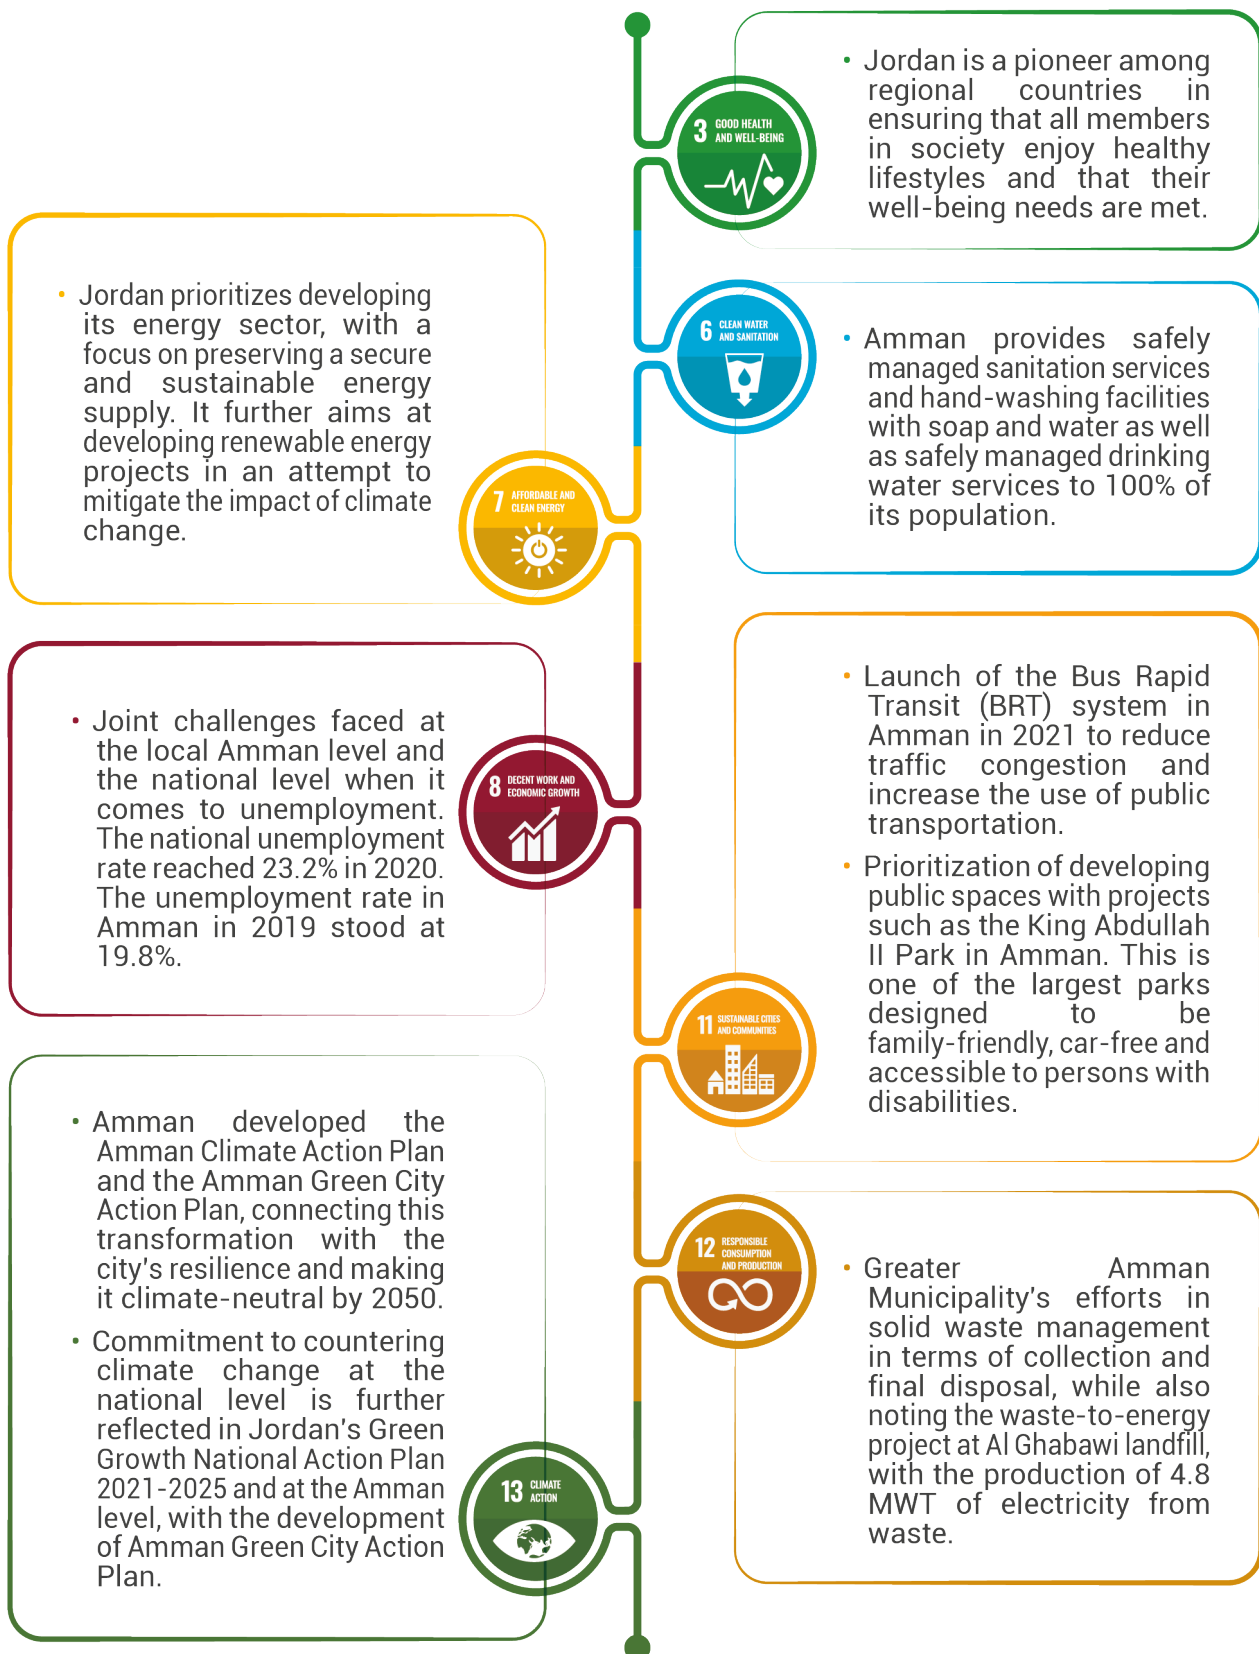 3 GOOD HEALTH
AND WELL-BEING
• Jordan is a pioneer among
regional countries in
ensuring that all members
in society enjoy healthy
lifestyles and that their
well-being needs are met.
6 CLEAN WATER
AND SANITATION
• Amman provides safely
managed sanitation services
and hand-washing facilities
with soap and water as well
as safely managed drinking
water services to 100% of
its population.
• Jordan prioritizes developing
its energy sector, with a
focus on preserving a secure
and sustainable energy
supply. It further aims at
developing renewable energy
projects in an attempt to
mitigate the impact of climate
change.
7 AFFORDABLE AND
CLEAN ENERGY
• Joint challenges faced at
the local Amman level and
the national level when it
comes to unemployment.
The national unemployment
rate reached 23.2% in 2020.
The unemployment rate in
Amman in 2019 stood at
19.8%.
8 DECENT WORK AND
ECONOMIC GROWTH
• Launch of the Bus Rapid
Transit (BRT) system in
Amman in 2021 to reduce
traffic congestion and
increase the use of public
transportation.
• Prioritization of developing
public spaces with projects
such as the King Abdullah
II Park in Amman. This is
one of the largest parks
designed to be
family-friendly, car-free and
accessible to persons with
disabilities.
11 SUSTAINABLE CITIES
AND COMMUNITIES
12 RESPONSIBLE
CONSUMPTION
AND PRODUCTION
• Greater Amman
Municipality's efforts in
solid waste management
in terms of collection and
final disposal, while also
noting the waste-to-energy
project at Al Ghabawi landfill,
with the production of 4.8
MWT of electricity from
waste.
• Amman developed the
Amman Climate Action Plan
and the Amman Green City
Action Plan, connecting this
transformation with the
city's resilience and making
it climate-neutral by 2050.
• Commitment to countering
climate change at the
national level is further
reflected in Jordan's Green
Growth National Action Plan
2021-2025 and at the Amman
level, with the development
of Amman Green City Action
Plan.
13 CLIMATE
ACTION